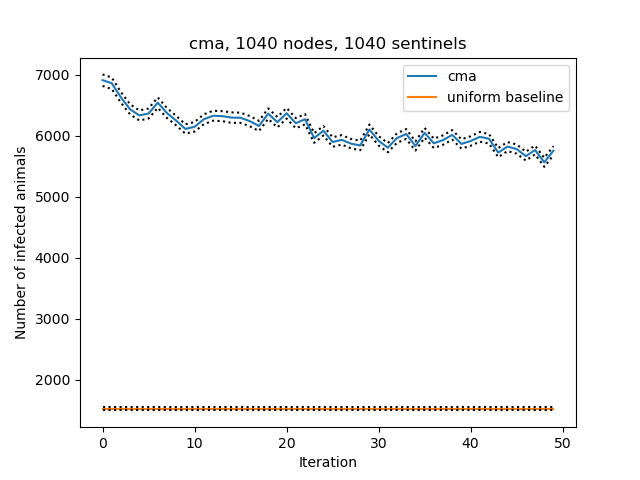 cma, 1040 nodes, 1040 sentinels
cma
uniform baseline
Number of infected animals
7000
6000
5000
4000
3000
2000
0
10
20
30
40
50
Iteration